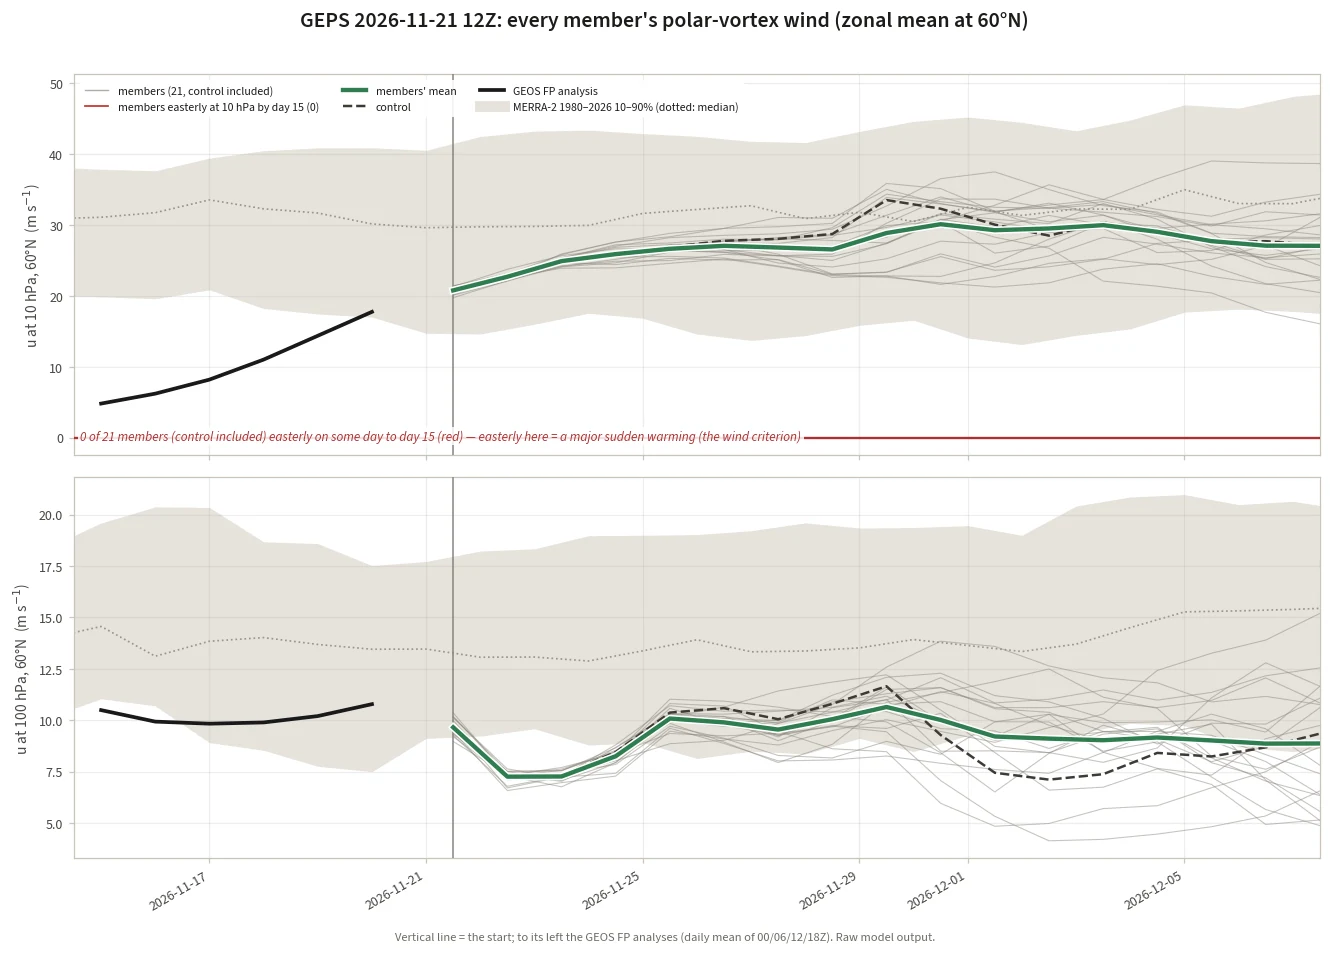 GEPS 2026-11-21 12Z: every member's polar-vortex wind (zonal mean at 60°N)
members (21, control included)
members easterly at 10 hPa by day 15 (0)
members' mean
control
GEOS FP analysis
MERRA-2 1980–2026 10–90% (dotted: median)
u at 10 hPa, 60°N (m s⁻¹)
50
40
30
20
10
0
0 of 21 members (control included) easterly on some day to day 15 (red) — easterly here = a major sudden warming (the wind criterion)
u at 100 hPa, 60°N (m s⁻¹)
20.0
17.5
15.0
12.5
10.0
7.5
5.0
2026-11-17
2026-11-21
2026-11-25
2026-11-29
2026-12-01
2026-12-05
Vertical line = the start; to its left the GEOS FP analyses (daily mean of 00/06/12/18Z). Raw model output.